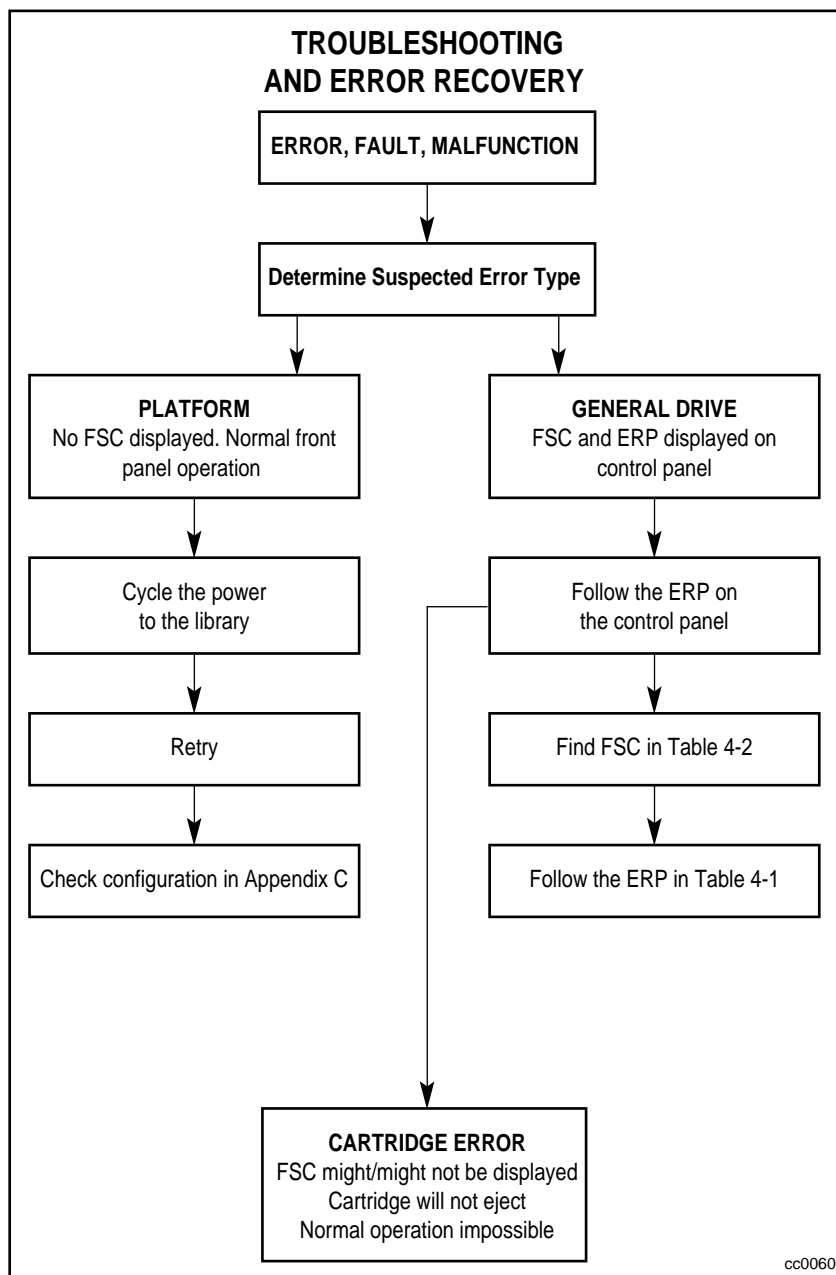 TROUBLESHOOTING
AND ERROR RECOVERY
ERROR, FAULT, MALFUNCTION
Determine Suspected Error Type
PLATFORM
No FSC displayed. Normal front
panel operation
GENERAL DRIVE
FSC and ERP displayed on
control panel
Cycle the power
to the library
Follow the ERP on
the control panel
Retry
Find FSC in Table 4-2
Check configuration in Appendix C
Follow the ERP in Table 4-1
CARTRIDGE ERROR
FSC might/might not be displayed
Cartridge will not eject
Normal operation impossible
cc0060